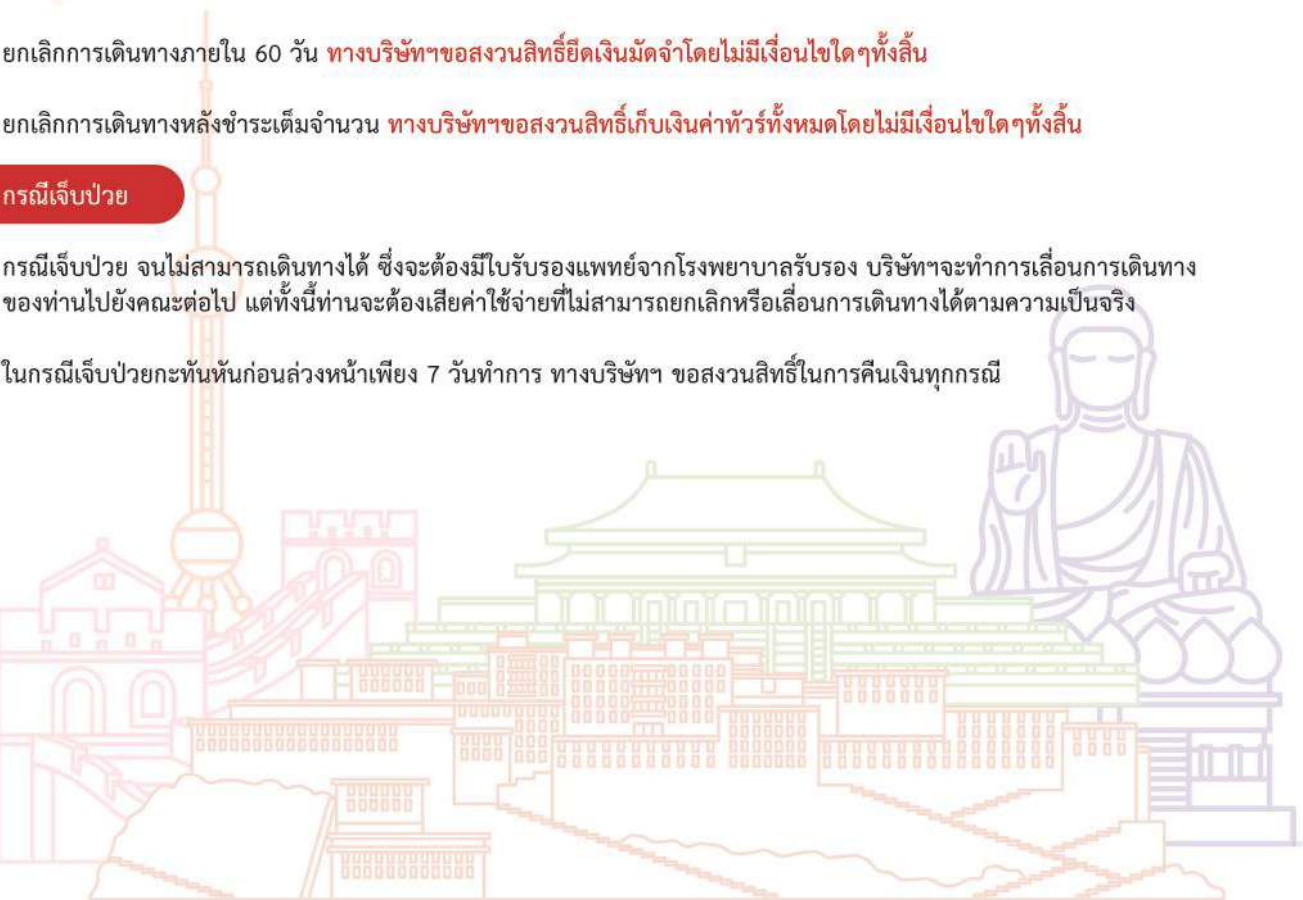 ยกเลิกการเดินทางภายใน 60 วัน ทางบริษัทฯขอสงวนสิทธิ์ยึดเงินมัดจำโดยไม่มีเงื่อนไขใดๆทั้งสิ้น
ยกเลิกการเดินทางหลังชำระเต็มจำนวน ทางบริษัทฯขอสงวนสิทธิ์เก็บเงินค่าทัวร์ทั้งหมดโดยไม่มีเงื่อนไขใดๆทั้งสิ้น
กรณีเจ็บป่วย
กรณีเจ็บป่วย จนไม่สามารถเดินทางได้ ซึ่งจะต้องมีใบรับรองแพทย์จากโรงพยาบาลรับรอง บริษัทฯจะทำการเลื่อนการเดินทาง
ของท่านไปยังคณะต่อไป แต่ทั้งนี้ท่านจะต้องเสียค่าใช้จ่ายที่ไม่สามารถยกเลิกหรือเลื่อนการเดินทางได้ตามความเป็นจริง
ในกรณีเจ็บป่วยกะทันหันก่อนล่วงหน้าเพียง 7 วันทำการ ทางบริษัทฯ ขอสงวนสิทธิ์ในการคืนเงินทุกกรณี